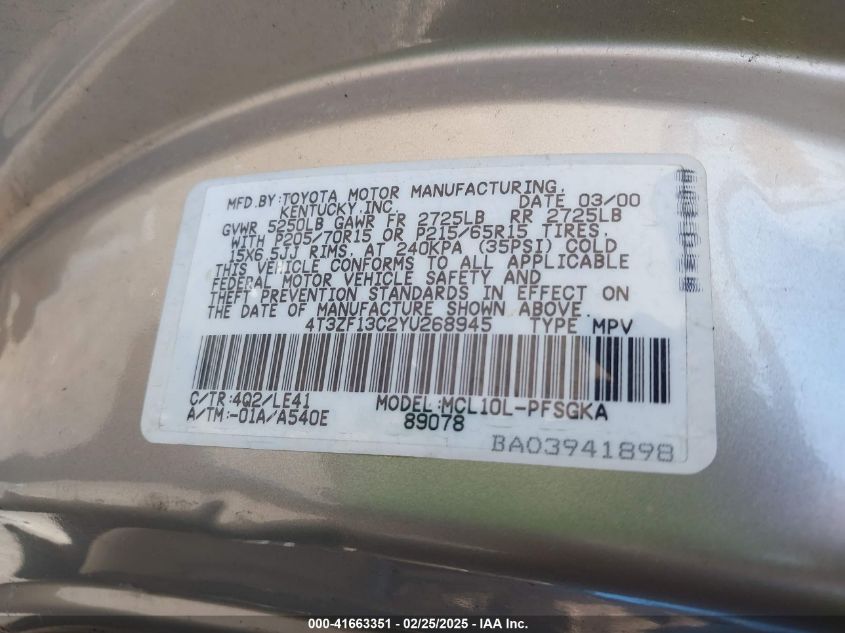 MFD.BY:TOYOTA MOTOR MANUFACTURING, DATE 03/00
KENTUCKY,INC.
GVWR 5250LB GAWR FR 2725LB RR 2725LB
WITH P205/70R15 OR P215/65R15 TIRES,
15X6.5JJ RIMS, AT 240KPA (35PSI) COLD
THIS VEHICLE CONFORMS TO ALL APPLICABLE
FEDERAL MOTOR VEHICLE SAFETY AND
THEFT PREVENTION STANDARDS IN EFFECT ON
THE DATE OF MANUFACTURE SHOWN ABOVE.
4T3ZF13C2YU268945 TYPE MPV
C/TR:4Q2/LE41 MODEL:MCL10L-PFSGKA
A/TM:-01A/A540E 89078
BA03941898
000-41663351 - 02/25/2025 - IAAI - Copart Inc.